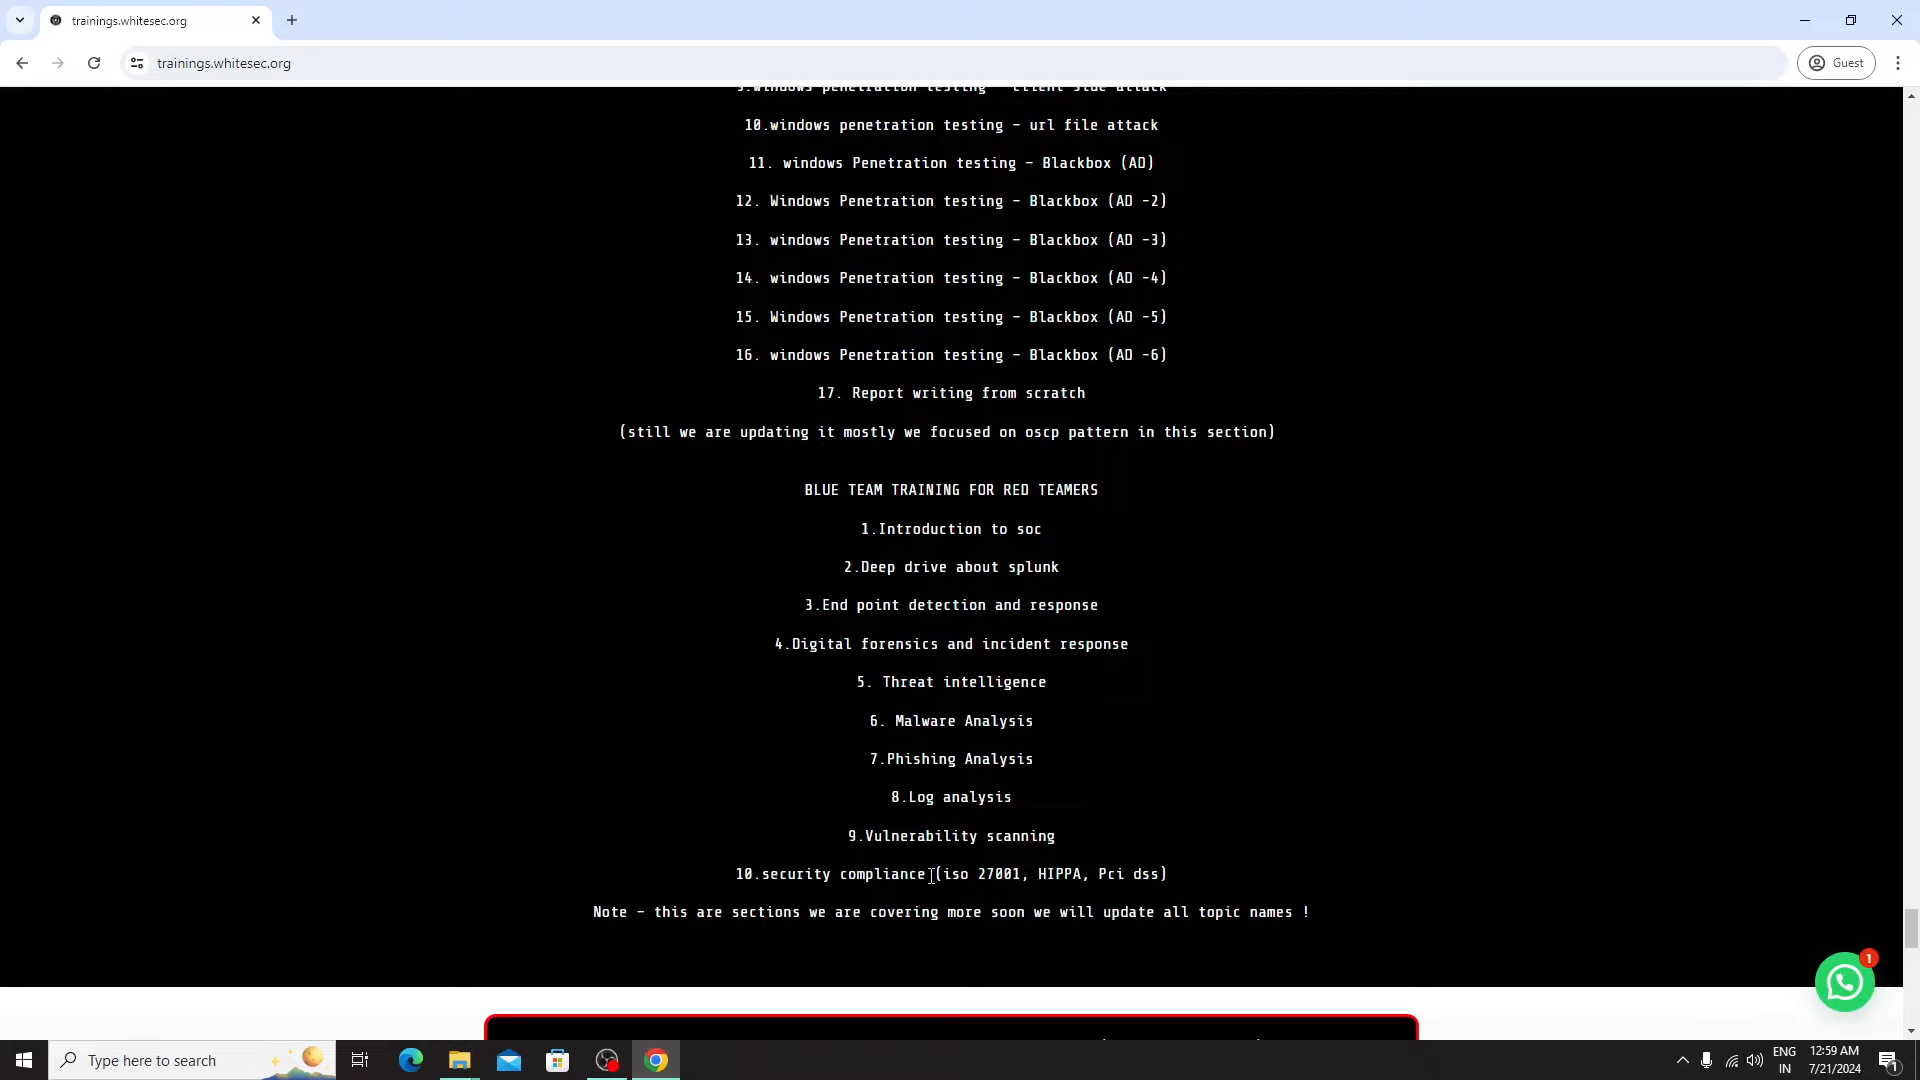 trainings.whitesec.org
trainings.whitesec.org
Guest
9.windows penetration testing - client side attack
10.windows penetration testing - url file attack
11. windows Penetration testing - Blackbox (AD)
12. Windows Penetration testing - Blackbox (AD -2)
13. windows Penetration testing - Blackbox (AD -3)
14. windows Penetration testing - Blackbox (AD -4)
15. Windows Penetration testing - Blackbox (AD -5)
16. windows Penetration testing - Blackbox (AD -6)
17. Report writing from scratch
(still we are updating it mostly we focused on oscp pattern in this section)
BLUE TEAM TRAINING FOR RED TEAMERS
1.Introduction to soc
2.Deep drive about splunk
3.End point detection and response
4.Digital forensics and incident response
5. Threat intelligence
6. Malware Analysis
7.Phishing Analysis
8.Log analysis
9.Vulnerability scanning
10.security compliance (iso 27001, HIPPA, Pci dss)
Note - this are sections we are covering more soon we will update all topic names !
1
Type here to search
ENG
IN
12:59 AM
7/21/2024
1